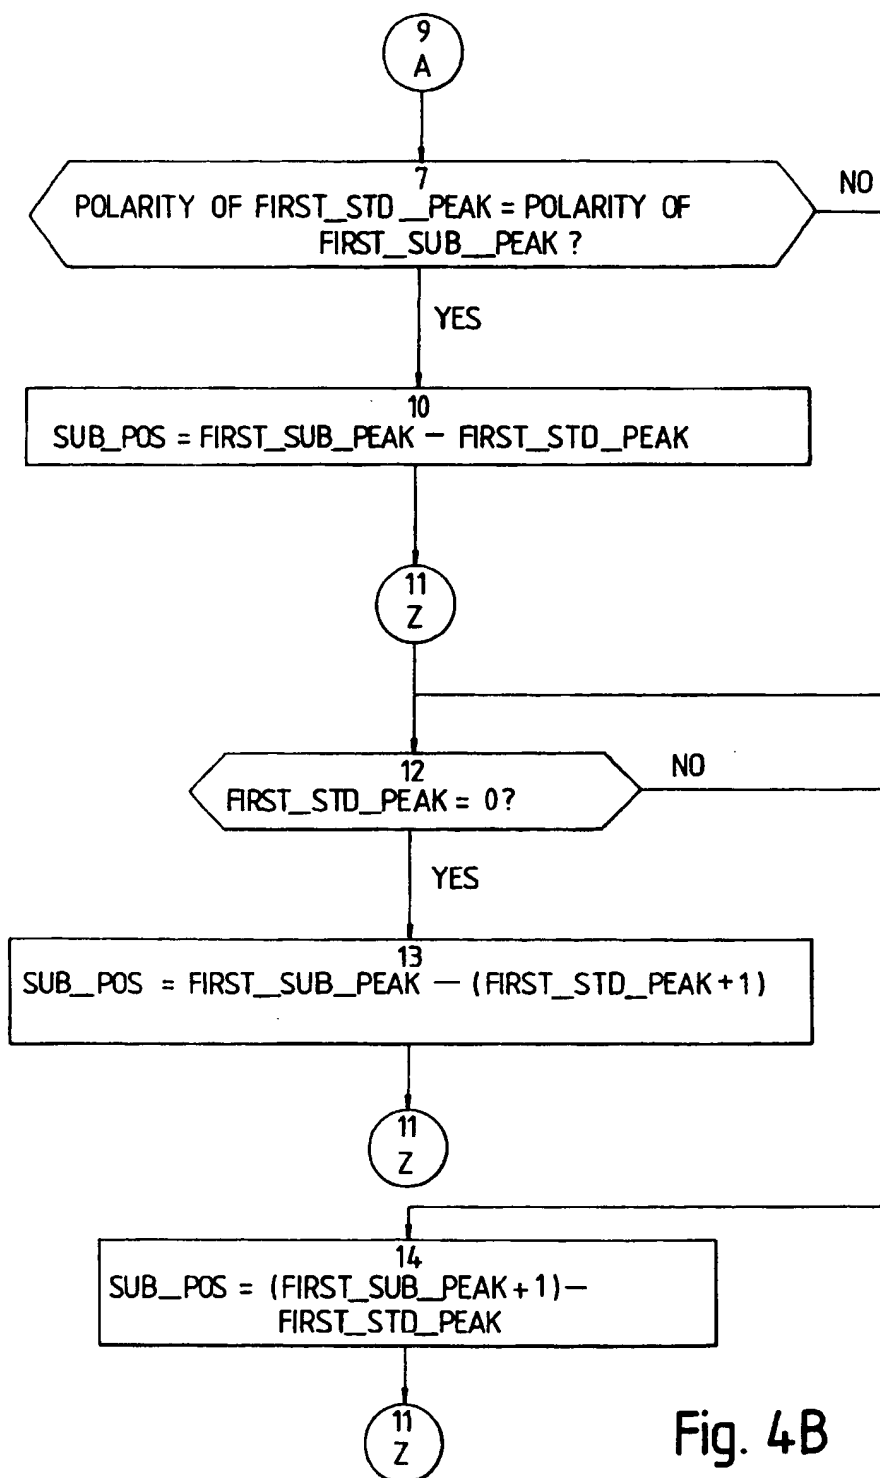 9
A
7
POLARITY OF FIRST_STD_PEAK = POLARITY OF
FIRST_SUB_PEAK ?
NO
YES
10
SUB_POS = FIRST_SUB_PEAK — FIRST_STD_PEAK
11
Z
12
FIRST_STD_PEAK = 0?
NO
YES
13
SUB_POS = FIRST_SUB_PEAK — (FIRST_STD_PEAK+1)
11
Z
14
SUB_POS = (FIRST_SUB_PEAK+1)—
FIRST_STD_PEAK
11
Z
Fig. 4B